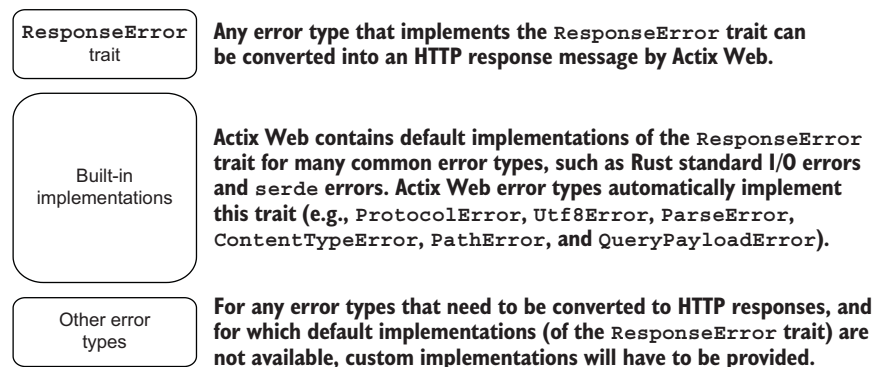 ResponseError
trait
Any error type that implements the ResponseError trait can
be converted into an HTTP response message by Actix Web.
Built-in
implementations
Actix Web contains default implementations of the ResponseError
trait for many common error types, such as Rust standard I/O errors
and serde errors. Actix Web error types automatically implement
this trait (e.g., ProtocolError, Utf8Error, ParseError,
ContentTypeError, PathError, and QueryPayloadError).
Other error
types
For any error types that need to be converted to HTTP responses, and
for which default implementations (of the ResponseError trait) are
not available, custom implementations will have to be provided.